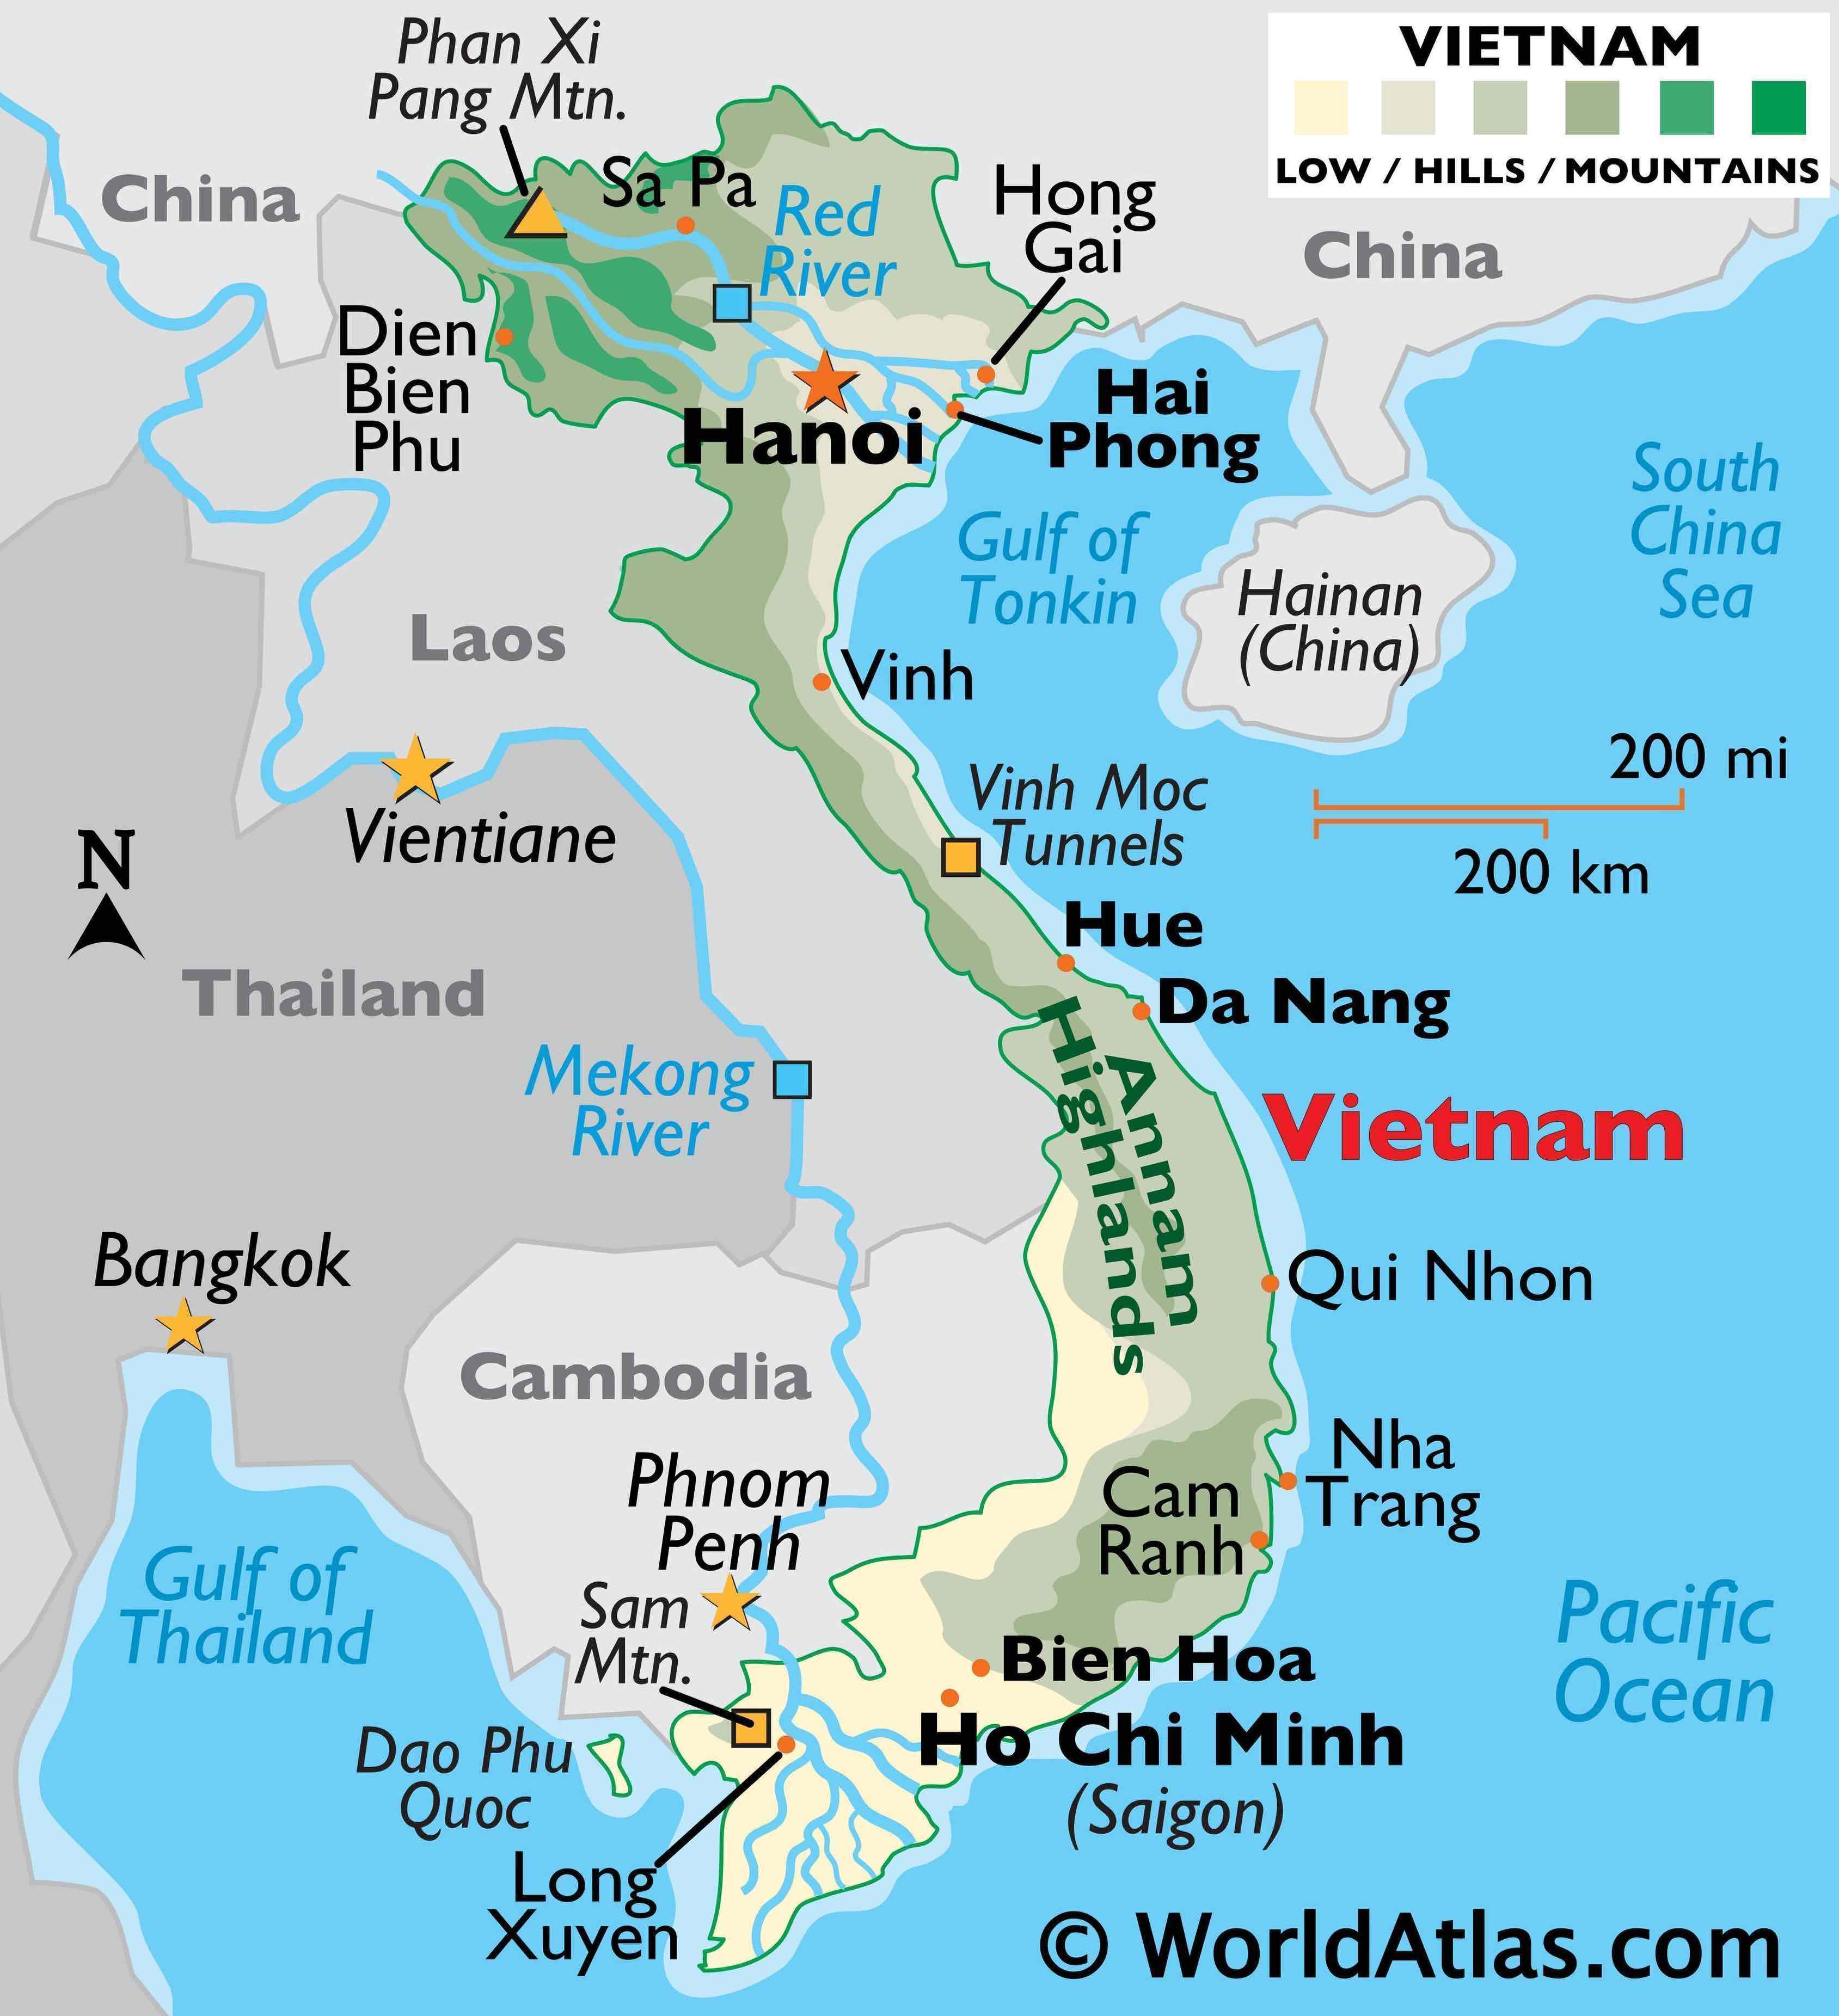 Phan Xi
Pang Mtn.
VIETNAM
LOW / HILLS / MOUNTAINS
China
Sa Pa
Red
River
Hong
Gai
China
Dien
Bien
Phu
Hanoi
Hai
Phong
South
China
Sea
Gulf of
Tonkin
Hainan
(China)
Laos
Vinh
200 mi
200 km
Vientiane
Vinh Moc
Tunnels
N
Hue
Thailand
Da Nang
Mekong
River
Annam
Highlands
Vietnam
Bangkok
Qui Nhon
Cambodia
Nha
Trang
Phnom
Penh
Cam
Ranh
Gulf of
Thailand
Sam
Mtn.
Pacific
Ocean
Bien Hoa
Ho Chi Minh
(Saigon)
Dao Phu
Quoc
Long
Xuyen
© WorldAtlas.com